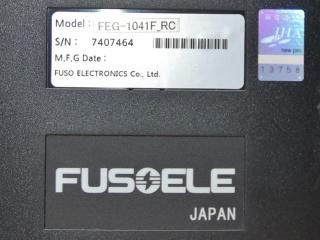 Model: FEG-1041F_RC
S/N: 7407464
M,F,G Date:
FUSO ELECTRONICS Co., Ltd.
13758
FUSOELE
JAPAN